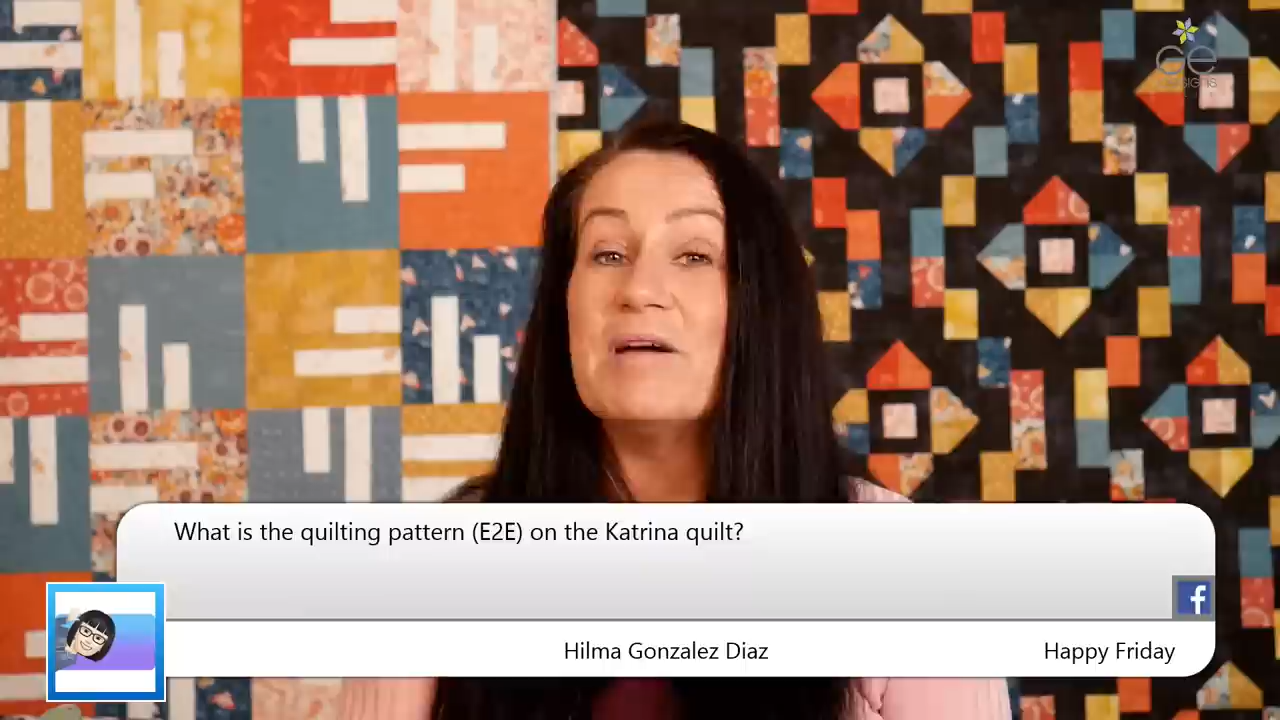 What is the quilting pattern (E2E) on the Katrina quilt?
Hilma Gonzalez Diaz
Happy Friday